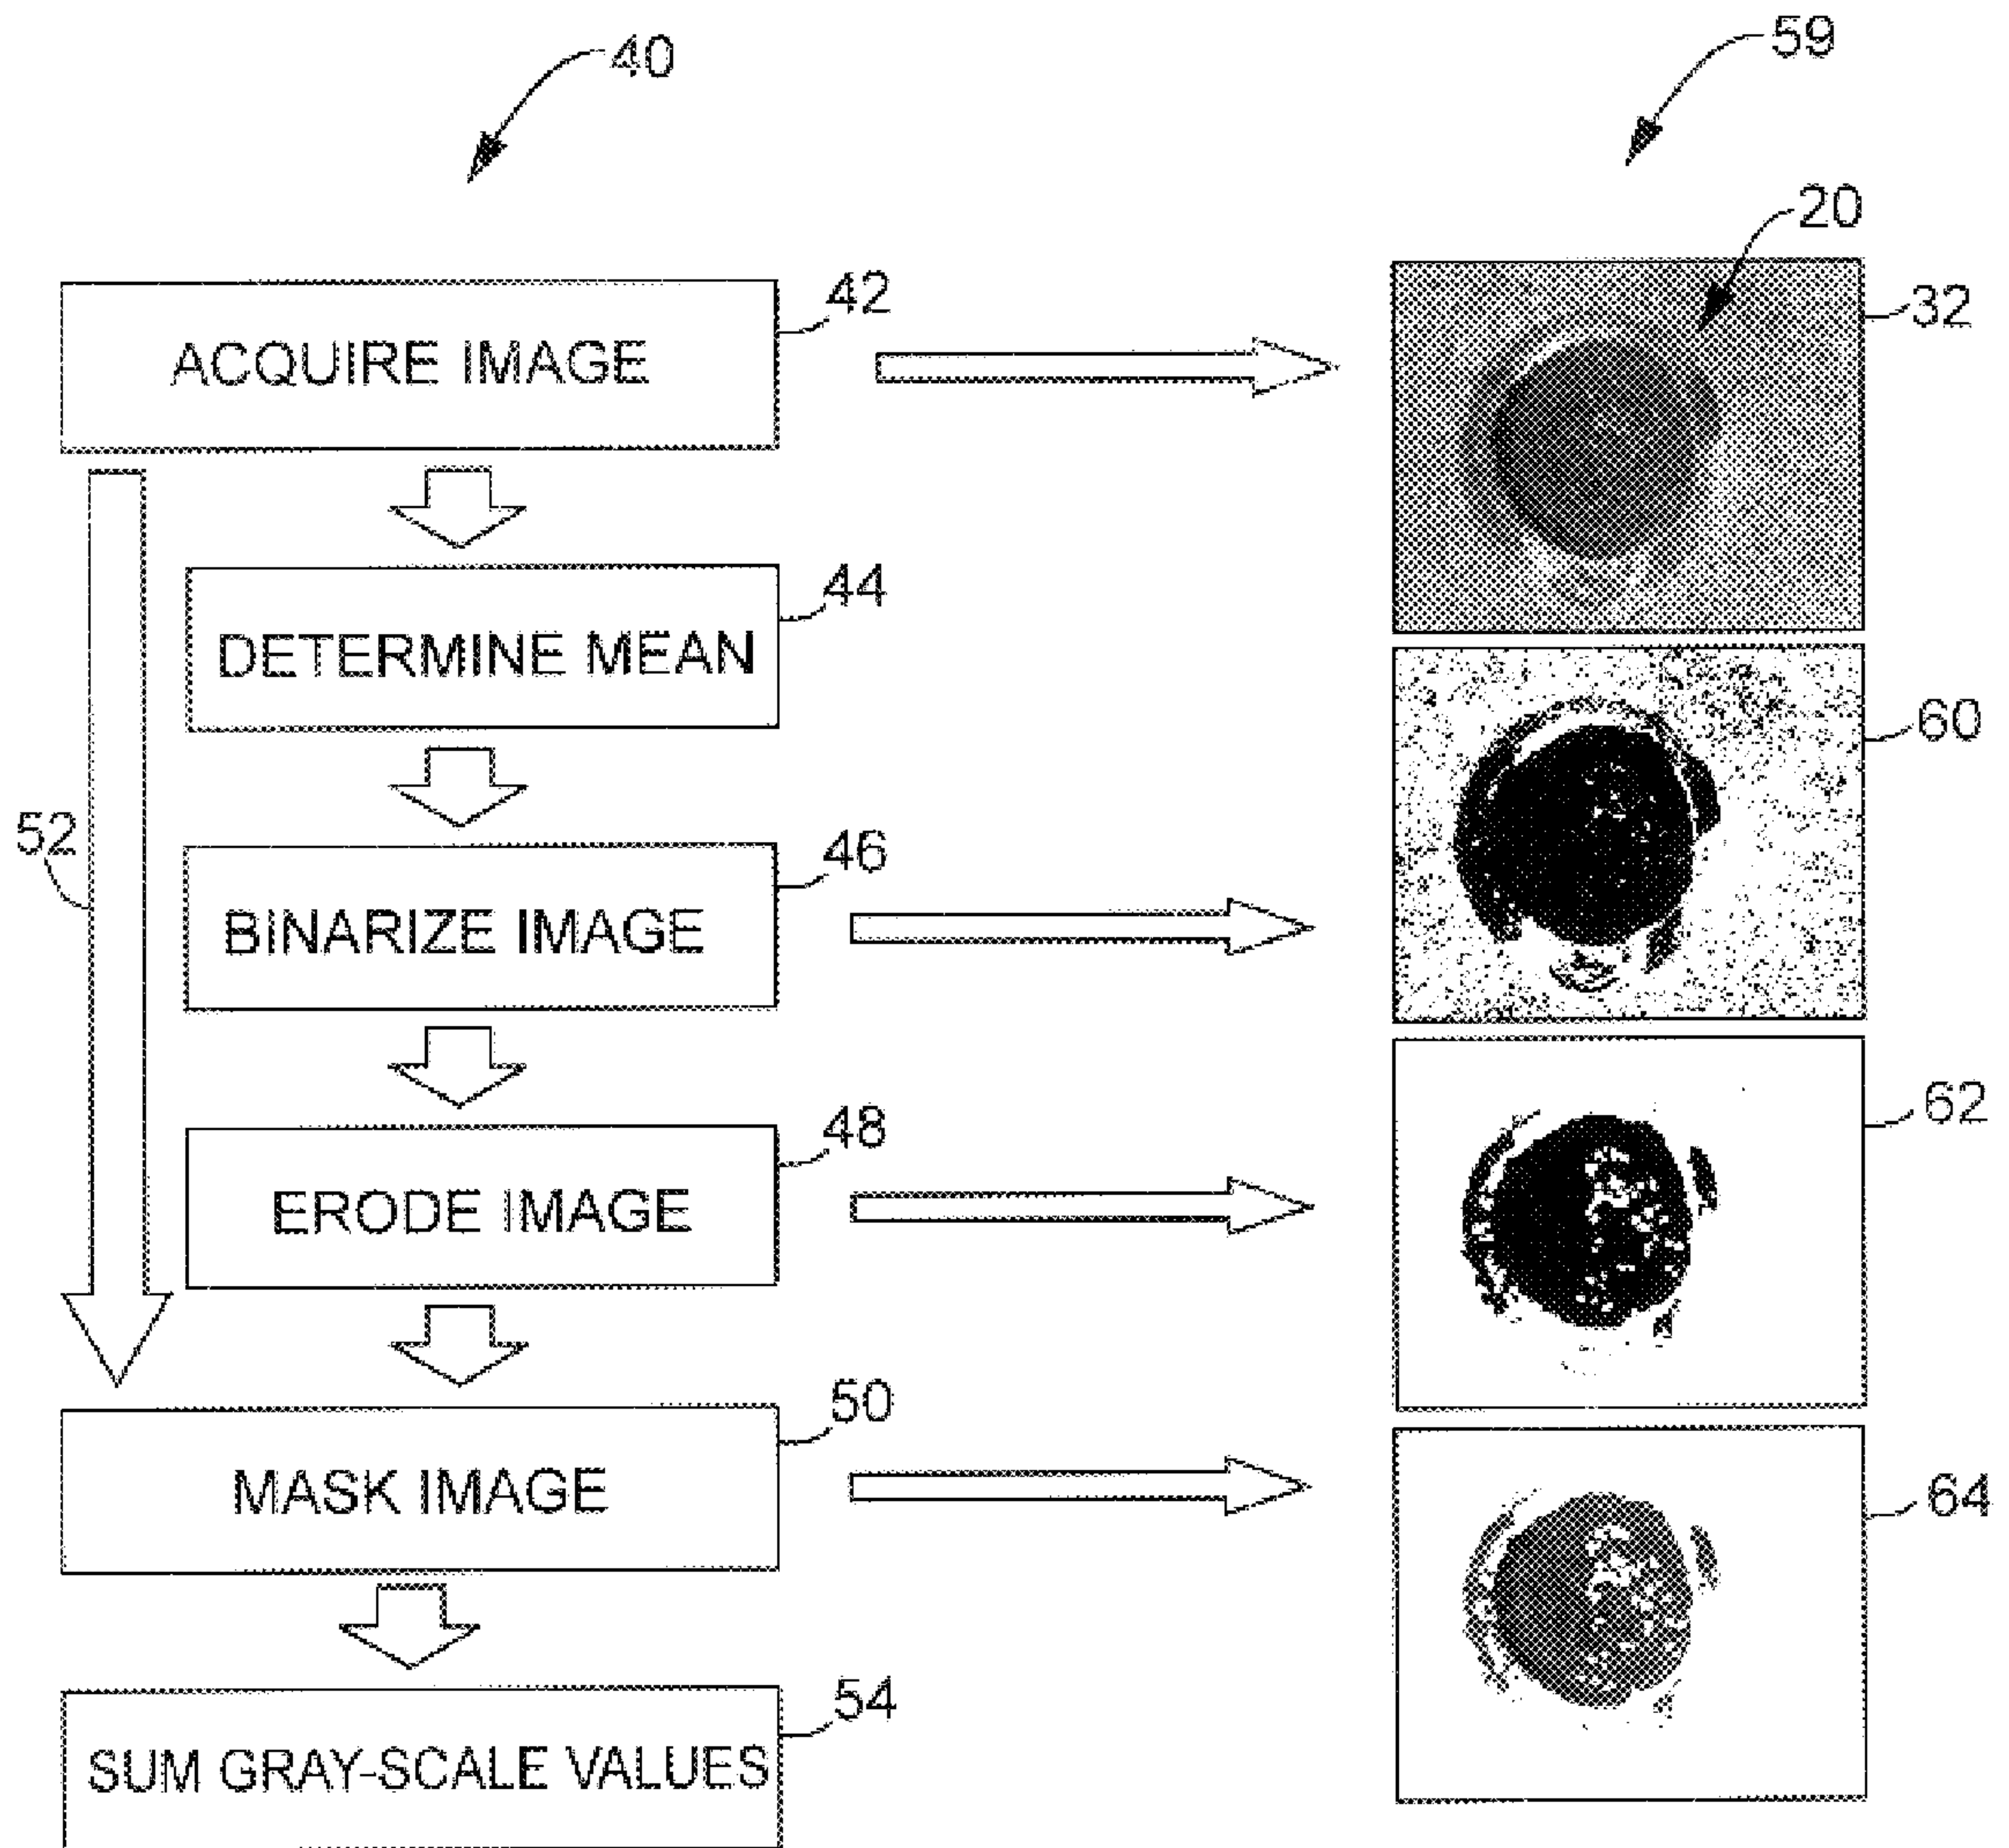 40
59
20
ACQUIRE IMAGE
42
32
DETERMINE MEAN
44
60
52
BINARIZE IMAGE
46
ERODE IMAGE
48
62
MASK IMAGE
50
64
SUM GRAY-SCALE VALUES
54